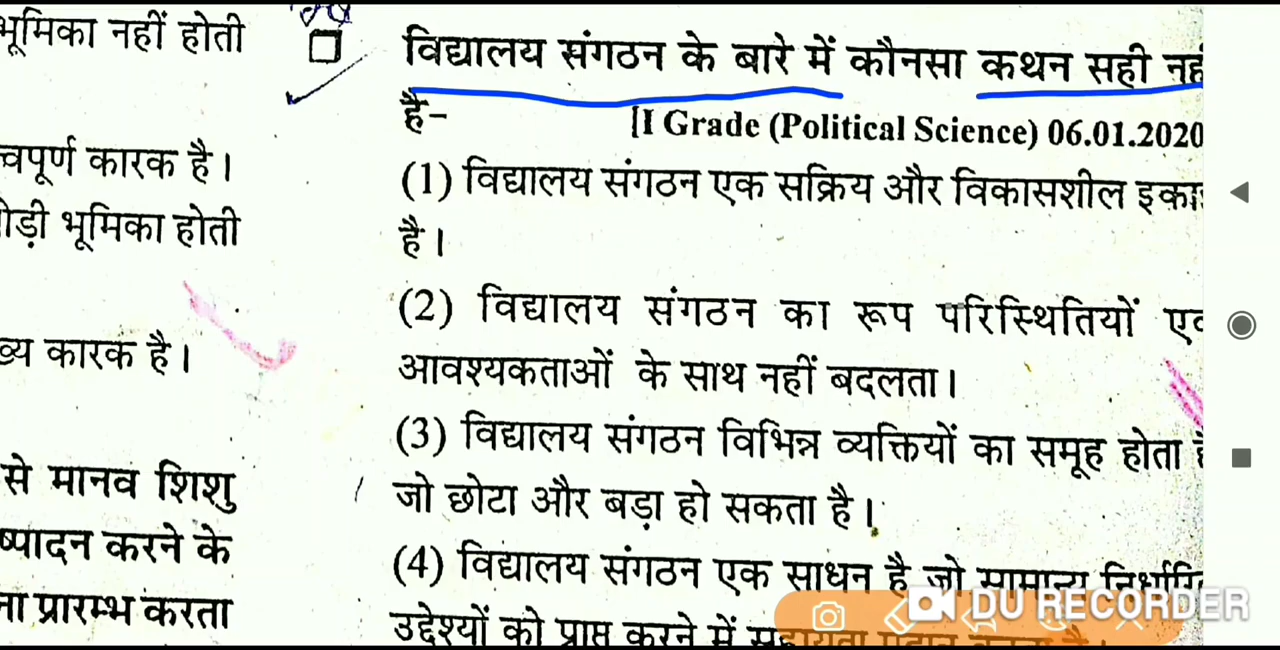 भूमिका नहीं होती
चपूर्ण कारक है।
भूमिका होती
कारक है।
से मानव शिशु
ष्पादन करने के
प्रारम्भ करता
विद्यालय संगठन के बारे में कौनसा कथन सही
है-
[I Grade (Political Science) 06.01.2020
(1) विद्यालय संगठन एक सक्रिय और विकासशील
है।
(2) विद्यालय संगठन का रूप परिस्थितियों
आवश्यकताओं के साथ नहीं बदलता।
(3) विद्यालय संगठन विभिन्न व्यक्तियों का समूह होता
जो छोटा और बड़ा हो सकता है।
(4) विद्यालय संगठन एक साधन है जो सामान्य
उद्देश्यों को प्राप्त करने में
DU RECORDER